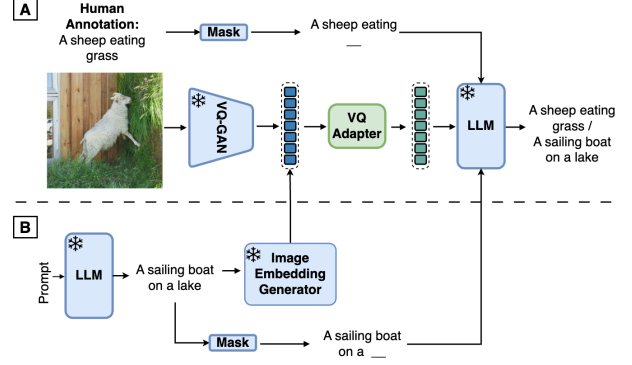 A
Human
Annotation:
A sheep eating
grass
Mask
A sheep eating
__
VQ-GAN
VQ
Adapter
LLM
A sheep eating
grass /
A sailing boat
on a lake
B
Prompt
LLM
A sailing boat
on a lake
Image
Embedding
Generator
Mask
A sailing boat
on a __